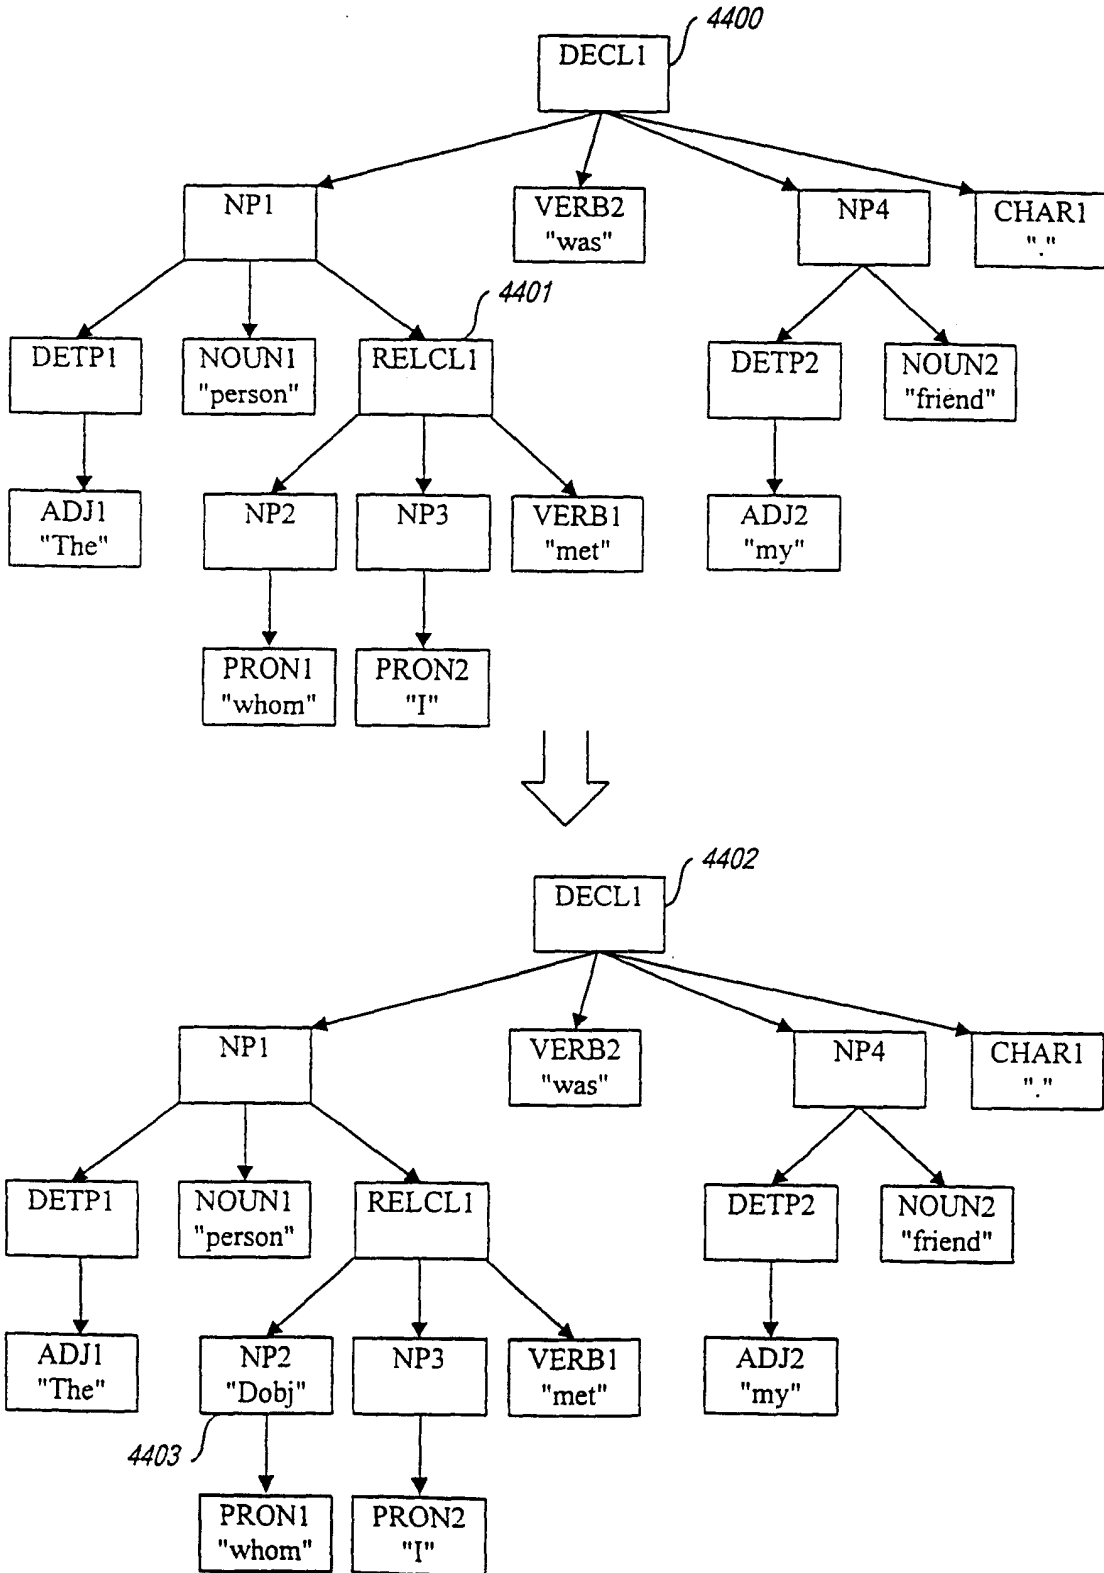 4400
DECL1
NP1
VERB2
"was"
NP4
CHAR1
"."
4401
DETP1
NOUN1
"person"
RELCL1
DETP2
NOUN2
"friend"
ADJ1
"The"
NP2
NP3
VERB1
"met"
ADJ2
"my"
PRON1
"whom"
PRON2
"I"
4402
DECL1
NP1
VERB2
"was"
NP4
CHAR1
"."
DETP1
NOUN1
"person"
RELCL1
DETP2
NOUN2
"friend"
ADJ1
"The"
NP2
"Dobj"
NP3
VERB1
"met"
ADJ2
"my"
4403
PRON1
"whom"
PRON2
"I"